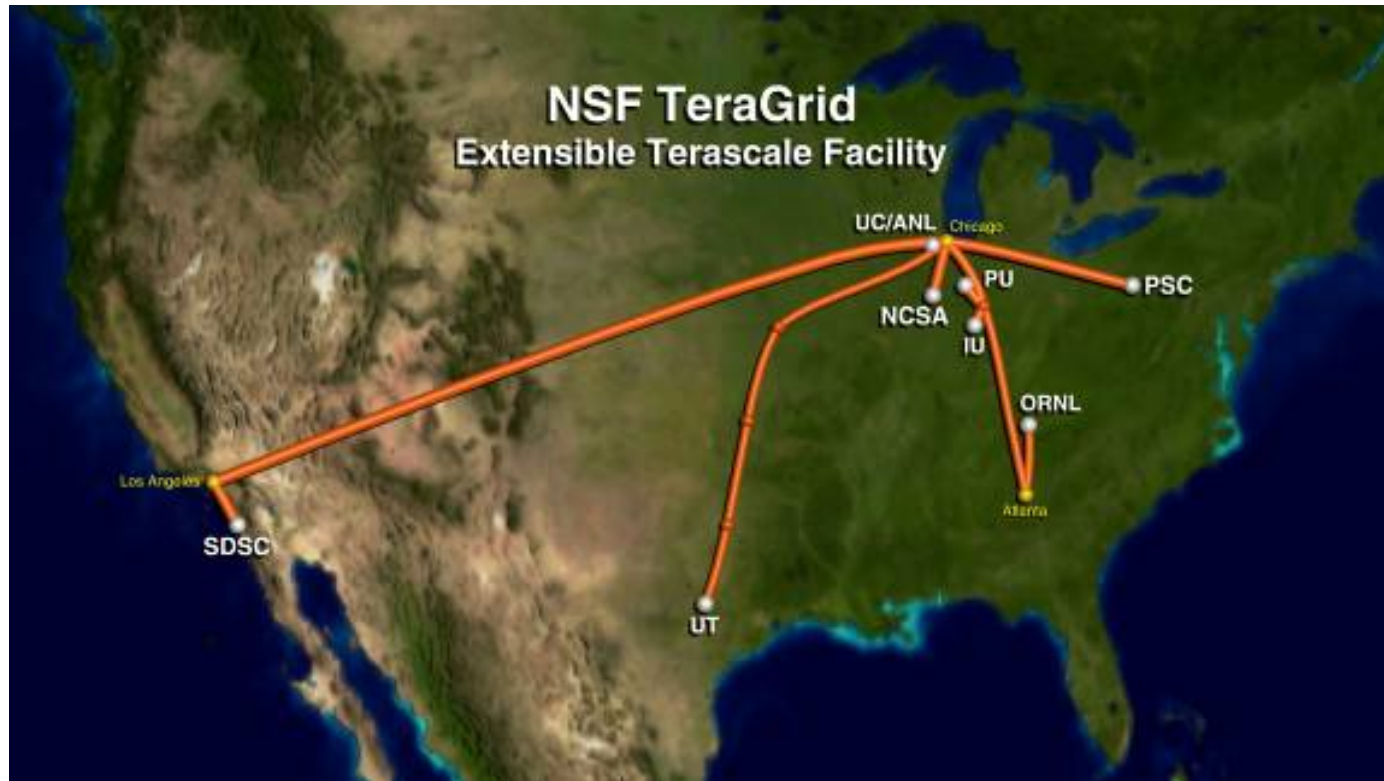 NSF TeraGrid
Extensible Terascale Facility
UC/ANL
Chicago
PU
PSC
NCSA
IU
ORNL
Los Angeles
Atlanta
SDSC
UT